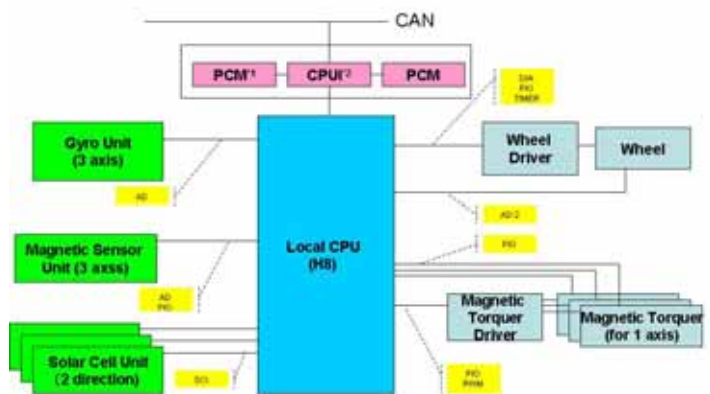 CAN
PCM*1
CPUI*2
PCM
D/A
PIO
TIMER
Gyro Unit
(3 axis)
Wheel
Driver
Wheel
AD
AD 2
Magnetic Sensor
Unit (3 axss)
Local CPU
(H8)
PIO
AD
PIO
Magnetic
Torquer
Driver
Magnetic Torquer
(for 1 axis)
Solar Cell Unit
(2 direction)
SCI
PIO
PWM